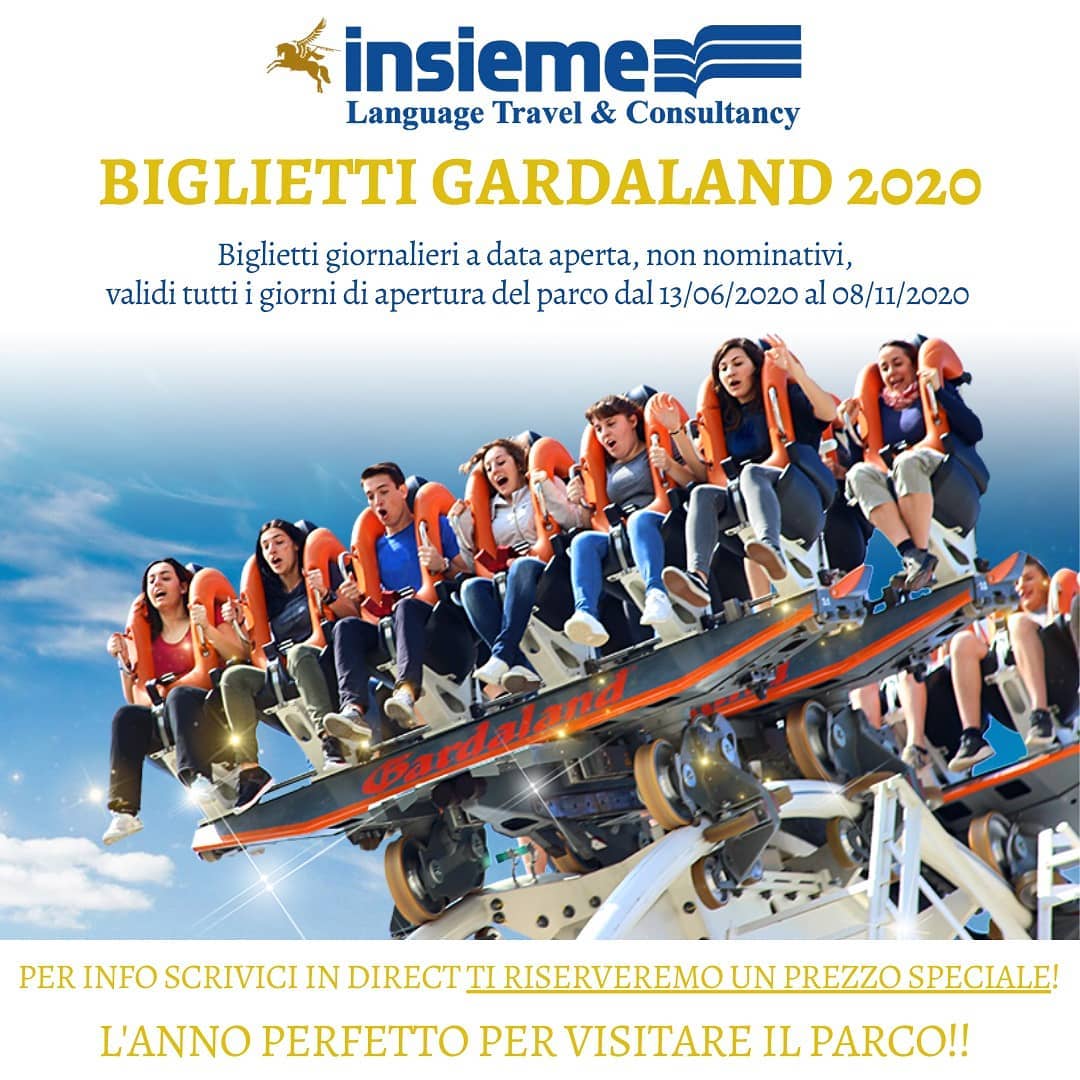 insieme
Language Travel & Consultancy
BIGLIETTI GARDALAND 2020
Biglietti giornalieri a data aperta, non nominativi,
validi tutti i giorni di apertura del parco dal 13/06/2020 al 08/11/2020
Gardaland
PER INFO SCRIVICI IN DIRECT TI RISERVEREMO UN PREZZO SPECIALE!
L'ANNO PERFETTO PER VISITARE IL PARCO!!